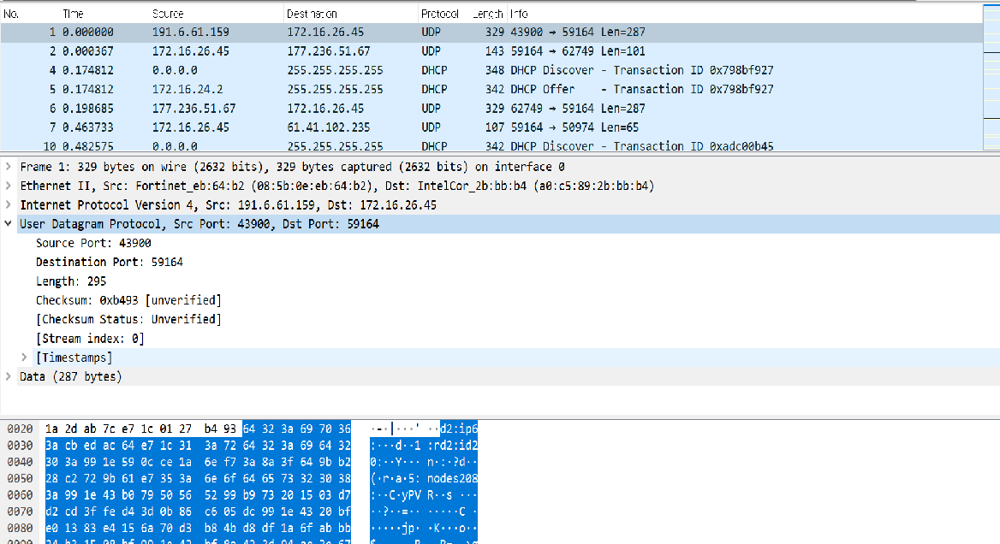 No. Time Source Destination Protocol Length Info
1 0.000000 191.6.61.159 172.16.26.45 UDP 329 43900 → 59164 Len=287
2 0.000367 172.16.26.45 177.236.51.67 UDP 143 59164 → 62749 Len=101
4 0.174812 0.0.0.0 255.255.255.255 DHCP 348 DHCP Discover - Transaction ID 0x798bf927
5 0.174812 172.16.24.2 255.255.255.255 DHCP 342 DHCP Offer - Transaction ID 0x798bf927
6 0.198685 177.236.51.67 172.16.26.45 UDP 329 62749 → 59164 Len=287
7 0.463733 172.16.26.45 61.41.102.235 UDP 107 59164 → 50974 Len=65
10 0.482575 0.0.0.0 255.255.255.255 DHCP 342 DHCP Discover - Transaction ID 0xadc00b45
Frame 1: 329 bytes on wire (2632 bits), 329 bytes captured (2632 bits) on interface 0
Ethernet II, Src: Fortinet_eb:64:b2 (08:5b:0e:eb:64:b2), Dst: IntelCor_2b:bb:b4 (a0:c5:89:2b:bb:b4)
Internet Protocol Version 4, Src: 191.6.61.159, Dst: 172.16.26.45
User Datagram Protocol, Src Port: 43900, Dst Port: 59164
Source Port: 43900
Destination Port: 59164
Length: 295
Checksum: 0xb493 [unverified]
[Checksum Status: Unverified]
[Stream index: 0]
[Timestamps]
Data (287 bytes)
0020 1a 2d ab 7c e7 1c 01 27 b4 93 64 32 3a 69 70 36 ·-·|···' ··d2:ip6
0030 3a cb ed ac 64 e7 1c 31 3a 72 64 32 3a 69 64 32 :···d··1 :rd2:id2
0040 30 3a 99 1e 59 0c ce 1a 6e f7 3a 8a 3f 64 9b b2 0:··Y··· n·:·?d··
0050 28 c2 72 9b 61 e7 35 3a 6e 6f 64 65 73 32 30 38 (·r·a·5: nodes208
0060 3a 99 1e 43 b0 79 50 56 52 99 b9 73 20 15 03 d7 :··C·yPV R··s ···
0070 d2 cd 3f fe d4 3d 0b 86 c6 05 dc 99 1e 43 20 bf ··?··=·· ·····C ·
0080 e0 13 83 e4 15 6a 70 d3 b8 4b d8 df 1a 6f ab bb ·····jp· ·K···o··